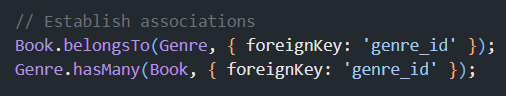 // Establish associations
Book.belongsTo(Genre, { foreignKey: 'genre_id' });
Genre.hasMany(Book, { foreignKey: 'genre_id' });